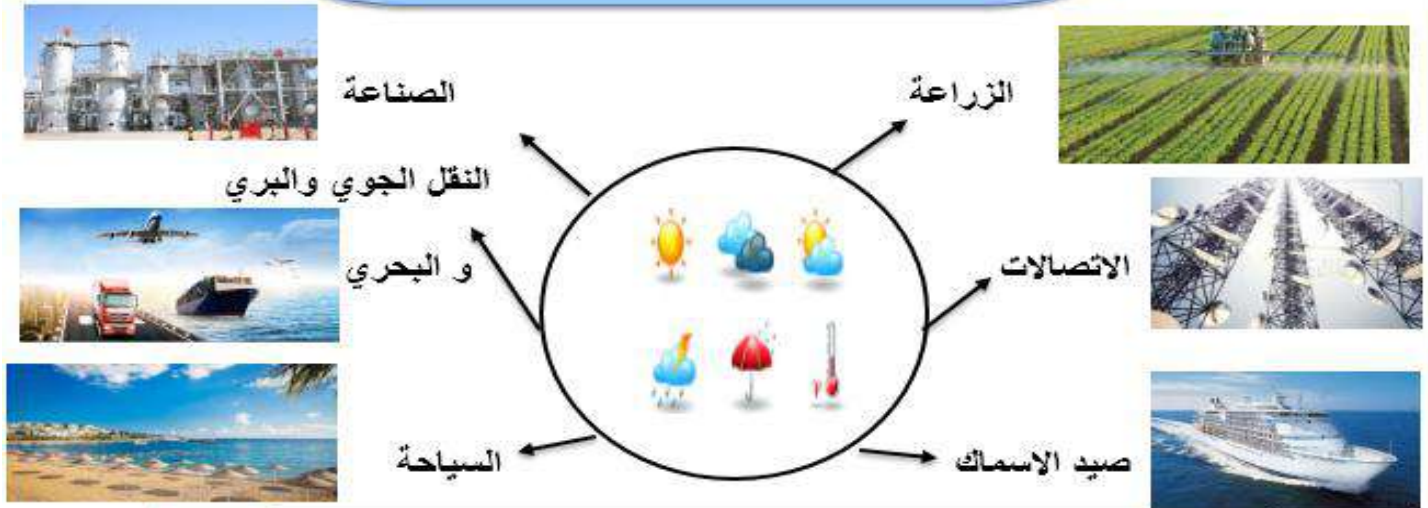 الزراعة
الصناعة
النقل الجوي والبري
و البحري
الاتصالات
صيد الاسماك
السياحة